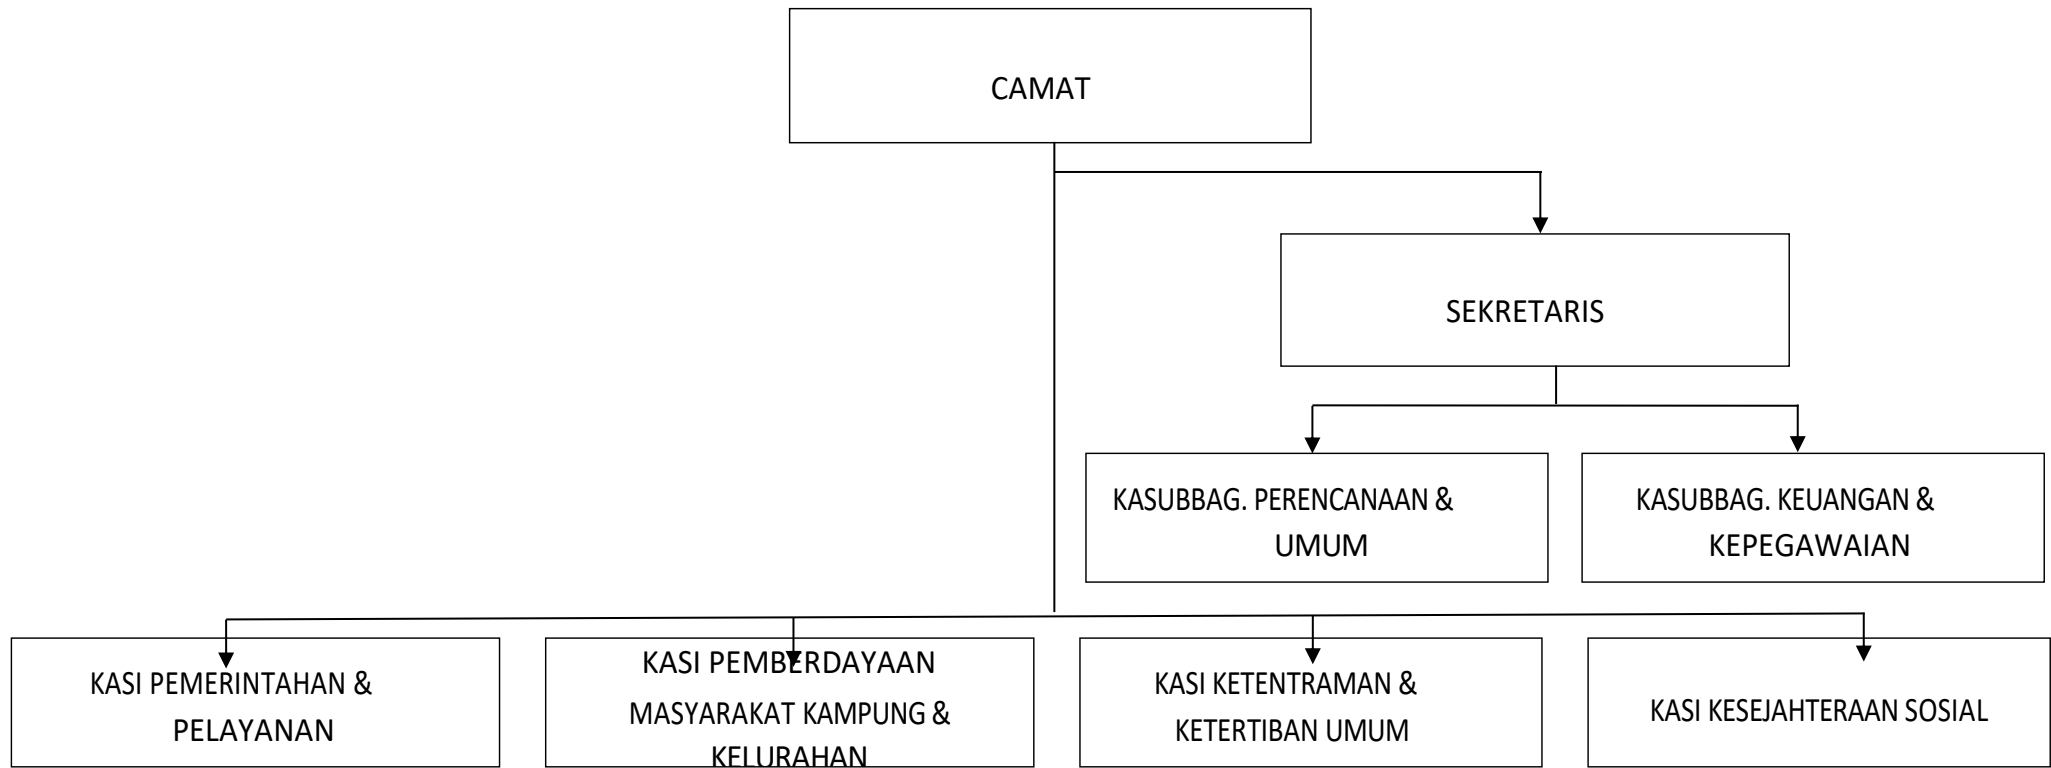 CAMAT
SEKRETARIS
KASUBBAG. PERENCANAAN &
UMUM
KASUBBAG. KEUANGAN &
KEPEGAWAIAN
KASI PEMERINTAHAN &
PELAYANAN
KASI PEMBERDAYAAN
MASYARAKAT KAMPUNG &
KELURAHAN
KASI KETENTRAMAN &
KETERTIBAN UMUM
KASI KESEJAHTERAAN SOSIAL